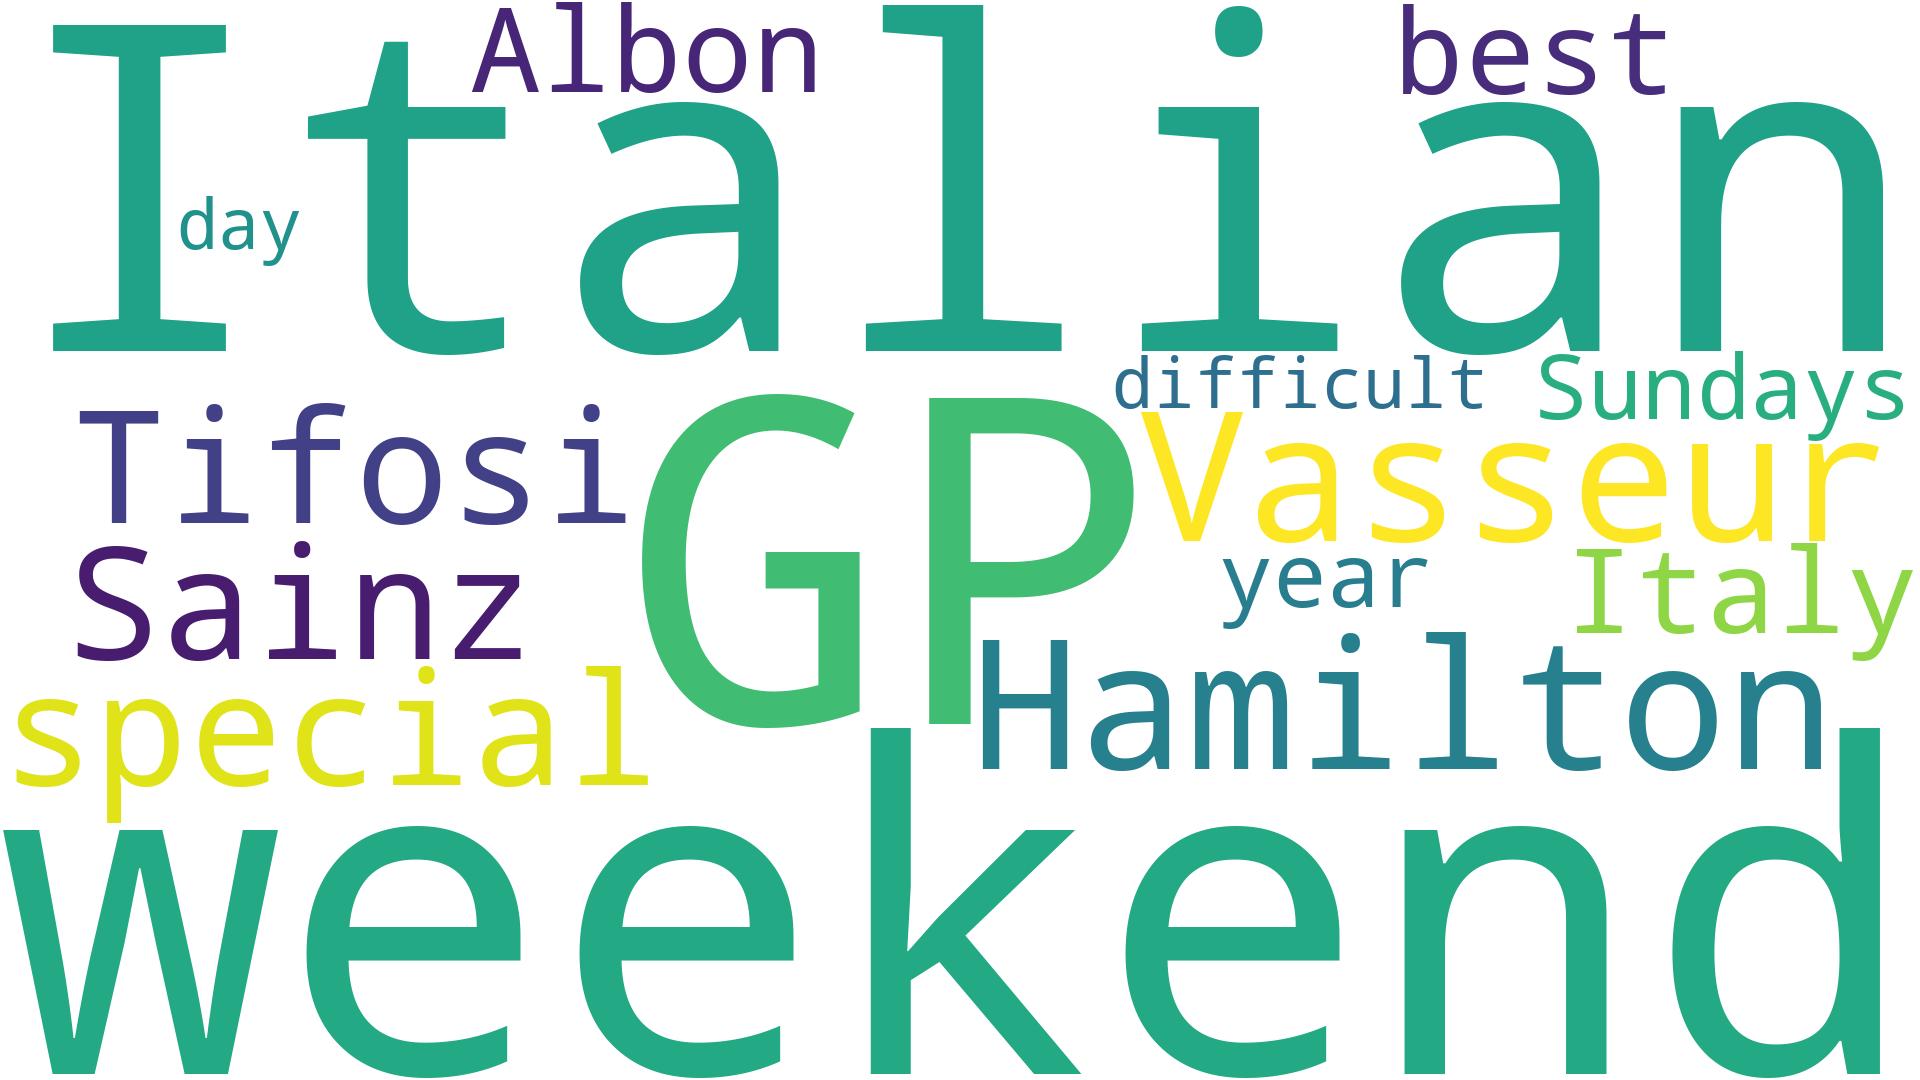 Albon
best
Italian
day
difficult
Sundays
Tifosi
GP
Vasseur
Sainz
year
Italy
Hamilton
special
weekend